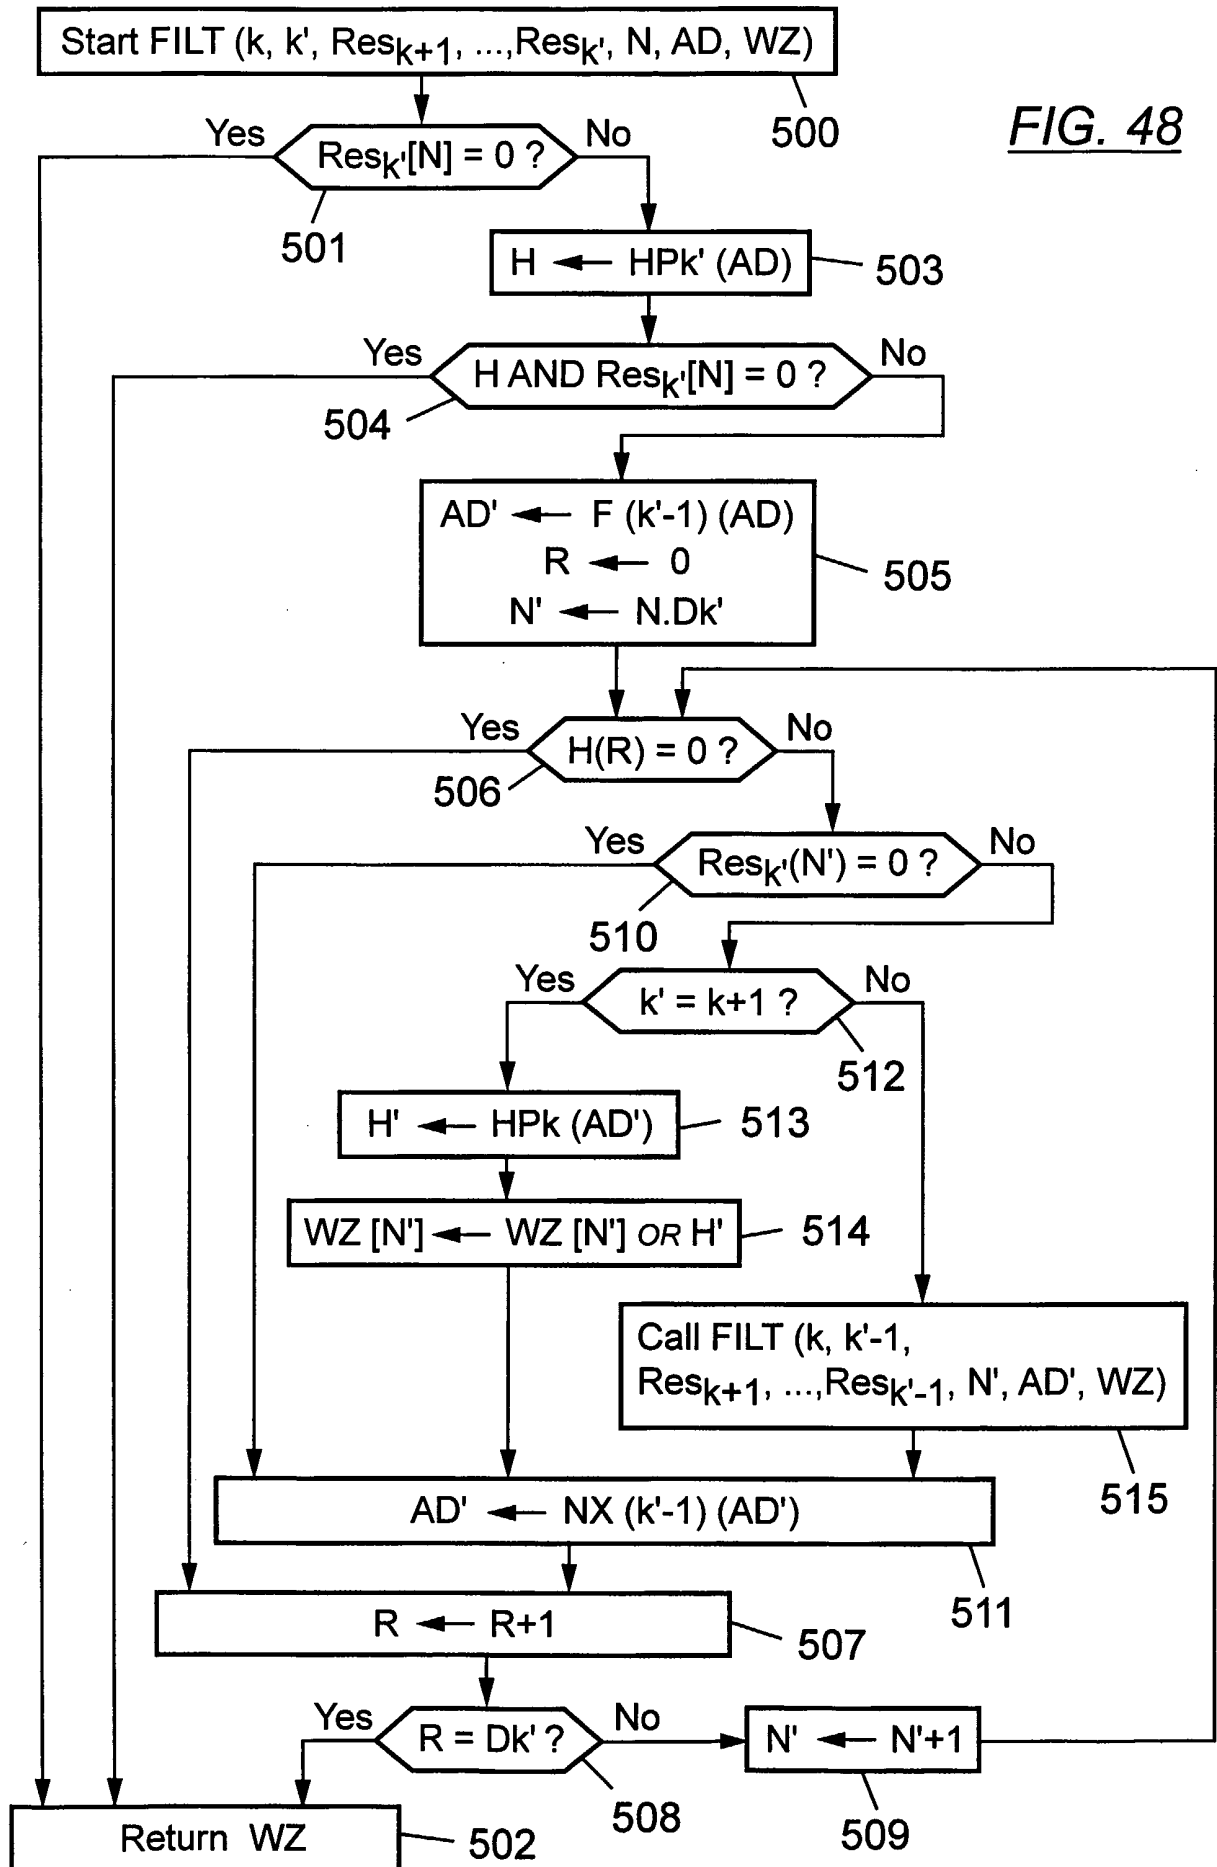 Start FILT (k, k', Resk+1, ...,Resk', N, AD, WZ)
500
FIG. 48
Yes
No
Resk'[N] = 0 ?
501
H ← HPk' (AD)
503
Yes
No
H AND Resk'[N] = 0 ?
504
AD' ← F (k'-1) (AD)
R ← 0
N' ← N.Dk'
505
Yes
No
H(R) = 0 ?
506
Yes
No
Resk'(N') = 0 ?
510
Yes
No
k' = k+1 ?
512
H' ← HPk (AD')
513
WZ [N'] ← WZ [N'] OR H'
514
Call FILT (k, k'-1,
Resk+1, ...,Resk'-1, N', AD', WZ)
515
AD' ← NX (k'-1) (AD')
511
R ← R+1
507
Yes
No
R = Dk' ?
508
N' ← N'+1
509
Return WZ
502